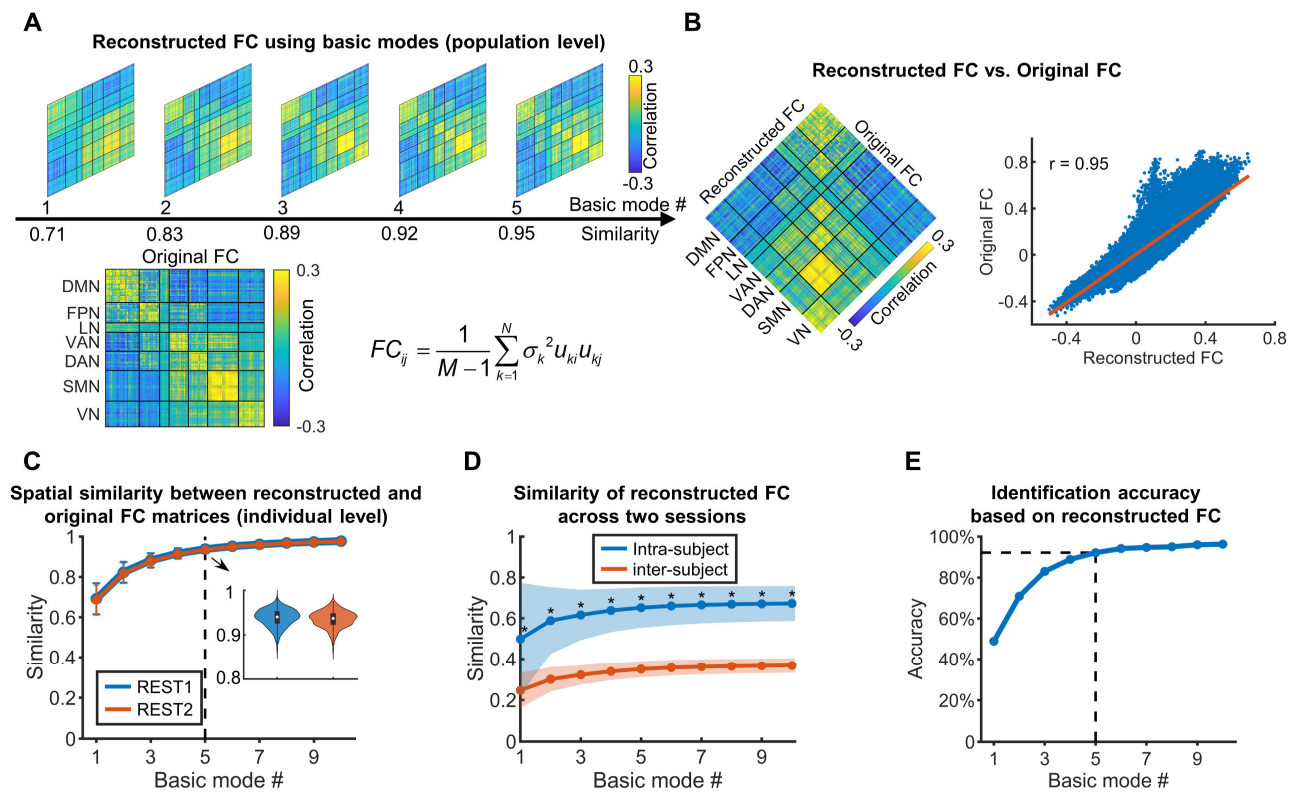 A
Reconstructed FC using basic modes (population level)
0.3
Correlation
-0.3
1 2 3 4 5 Basic mode #
0.71 0.83 0.89 0.92 0.95 Similarity
Original FC
DMN
FPN
LN
VAN
DAN
SMN
VN
0.3
Correlation
-0.3
FC_{ij} = \frac{1}{M-1} \sum_{k=1}^{N} σ_k^2 u_{ki} u_{kj}
B
Reconstructed FC vs. Original FC
Reconstructed FC
Original FC
DMN
FPN
LN
VAN
DAN
SMN
VN
0.3
Correlation
-0.3
r = 0.95
Original FC
0.8
0.4
0
-0.4
-0.4 0 0.4 0.8
Reconstructed FC
C
Spatial similarity between reconstructed and
original FC matrices (individual level)
Similarity
1
0.8
0.6
0.4
0.2
0
1
0.9
0.8
REST1
REST2
1 3 5 7 9
Basic mode #
D
Similarity of reconstructed FC
across two sessions
Similarity
1
0.8
0.6
0.4
0.2
0
Intra-subject
inter-subject
* * * * * * * * * *
1 3 5 7 9
Basic mode #
E
Identification accuracy
based on reconstructed FC
Accuracy
100%
80%
60%
40%
20%
0
1 3 5 7 9
Basic mode #